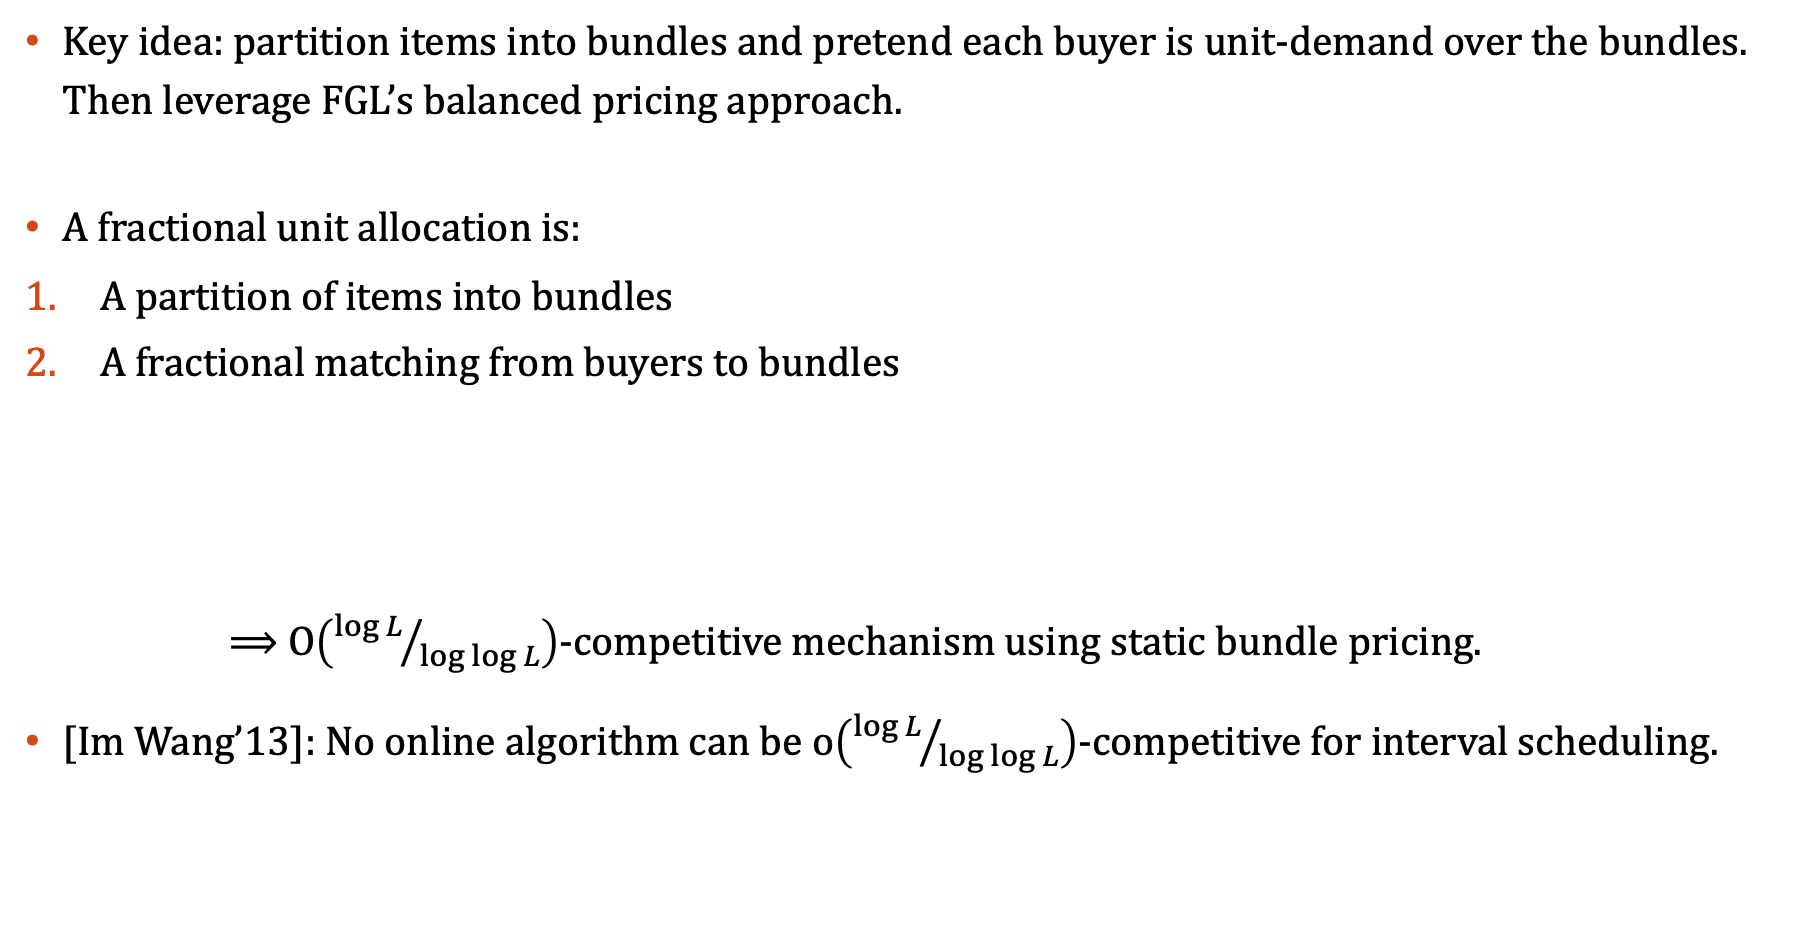 • Key idea: partition items into bundles and pretend each buyer is unit-demand over the bundles.
Then leverage FGL’s balanced pricing approach.
• A fractional unit allocation is:
1. A partition of items into bundles
2. A fractional matching from buyers to bundles
⟹ O(log L/log log L)-competitive mechanism using static bundle pricing.
• [Im Wang’13]: No online algorithm can be o(log L/log log L)-competitive for interval scheduling.